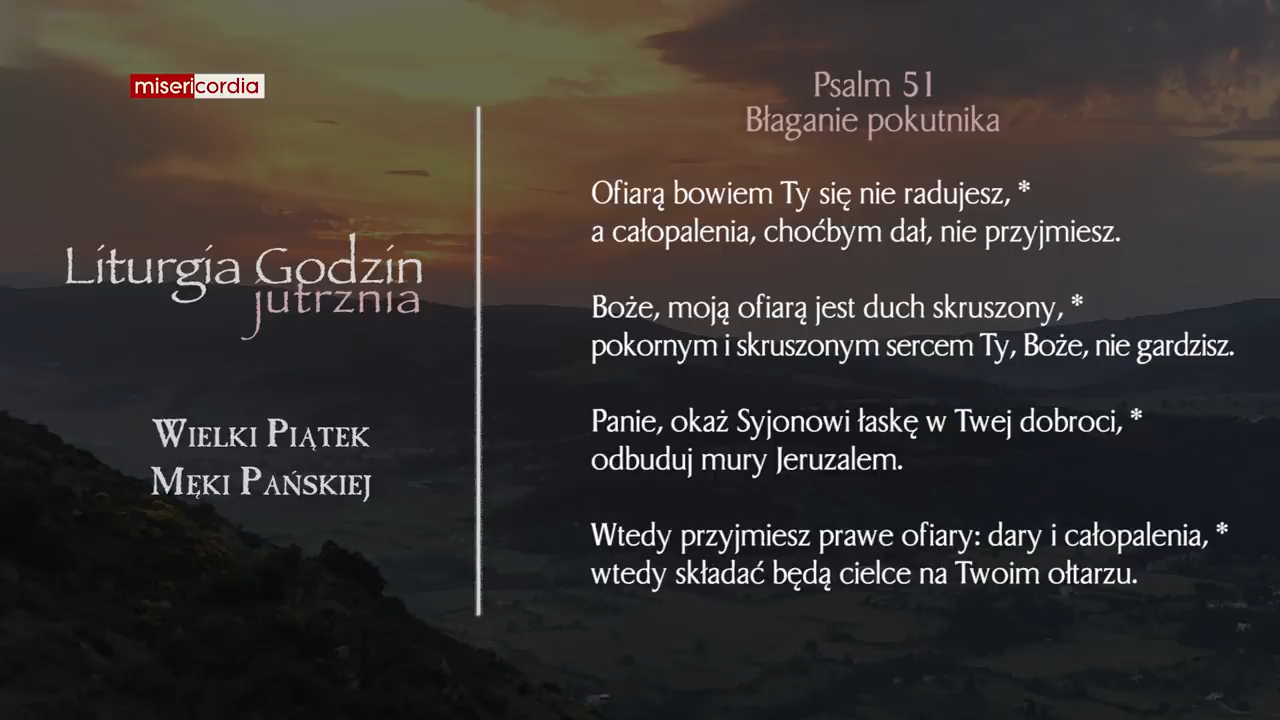 misericordia
Liturgia Godzin
jutrznia
Wielki Piątek
Męki Pańskiej
Psalm 51
Błaganie pokutnika
Ofiarą bowiem Ty się nie radujesz, *
a całopalenia, choćbym dał, nie przyjmiesz.
Boże, moją ofiarą jest duch skruszony, *
pokornym i skruszonym sercem Ty, Boże, nie gardzisz.
Panie, okaż Syjonowi łaskę w Twej dobroci, *
odbuduj mury Jeruzalem.
Wtedy przyjmiesz prawe ofiary: dary i całopalenia, *
wtedy składać będą cielce na Twoim ołtarzu.